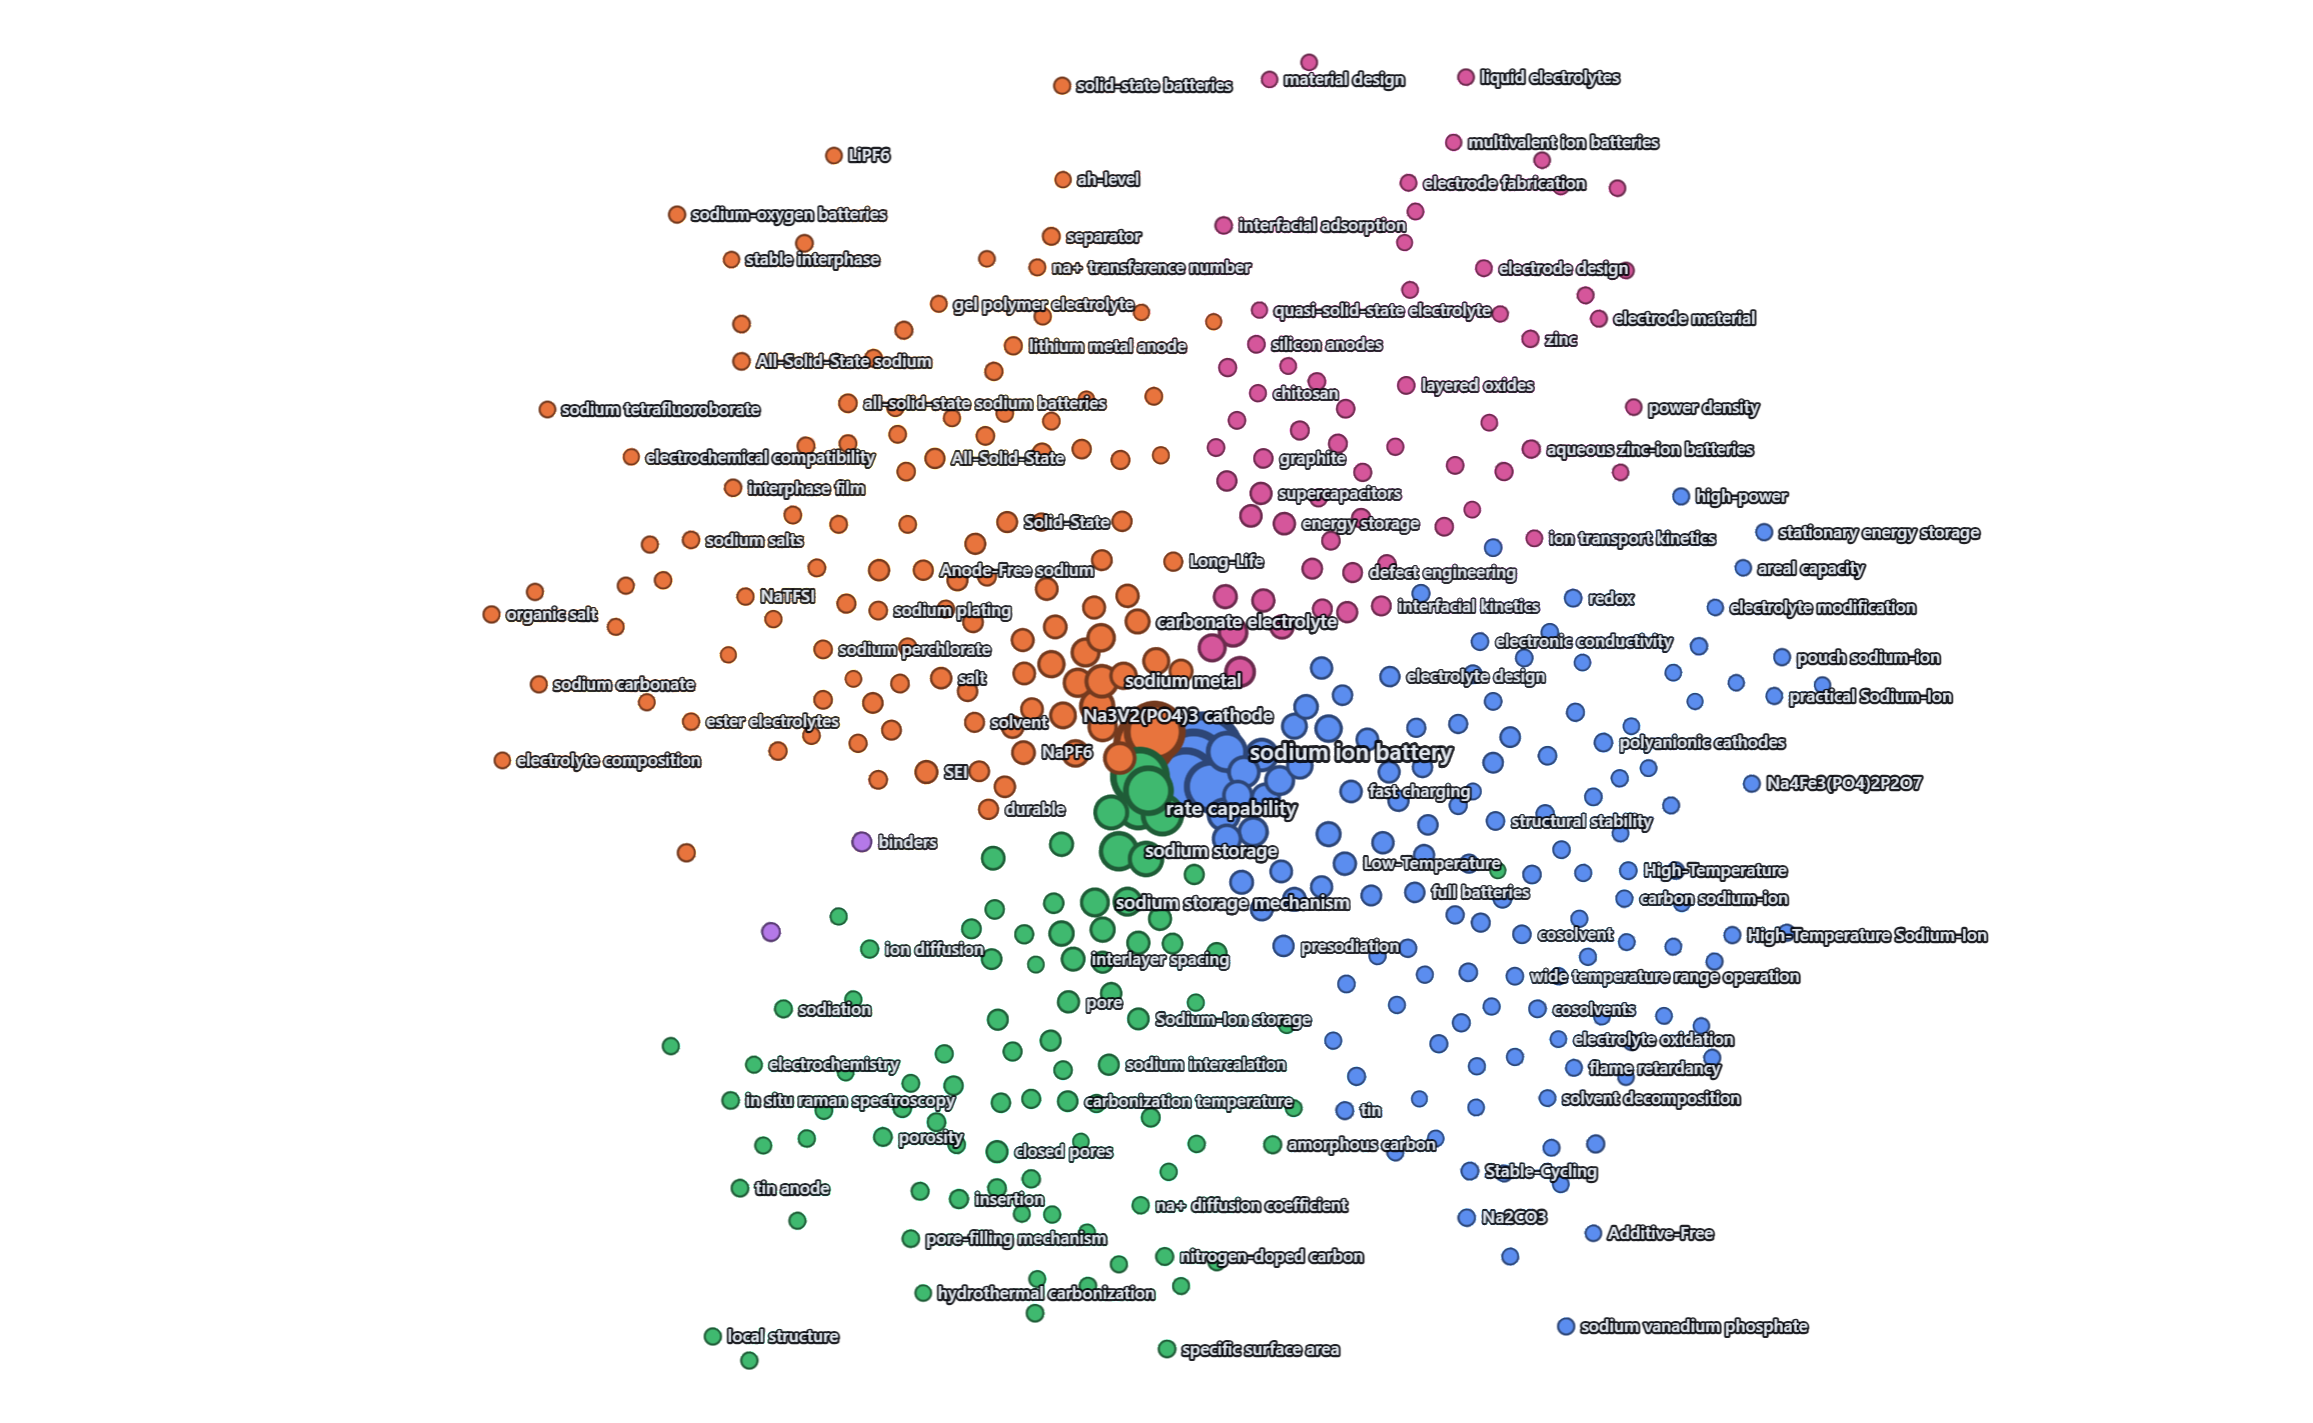 solid-state batteries
material design
liquid electrolytes
multivalent ion batteries
LiPF6
ah-level
electrode fabrication
sodium-oxygen batteries
interfacial adsorption
separator
stable interphase
na+ transference number
electrode design
gel polymer electrolyte
quasi-solid-state electrolyte
electrode material
zinc
lithium metal anode
silicon anodes
All-Solid-State sodium
layered oxides
chitosan
all-solid-state sodium batteries
sodium tetrafluoroborate
power density
aqueous zinc-ion batteries
electrochemical compatibility
All-Solid-State
graphite
interphase film
supercapacitors
high-power
Solid-State
energy storage
stationary energy storage
sodium salts
ion transport kinetics
Long-Life
areal capacity
Anode-Free sodium
defect engineering
NaTFSI
redox
interfacial kinetics
electrolyte modification
organic salt
sodium plating
carbonate electrolyte
electronic conductivity
sodium perchlorate
pouch sodium-ion
salt
electrolyte design
sodium metal
sodium carbonate
practical Sodium-Ion
Na3V2(PO4)3 cathode
ester electrolytes
solvent
polyanionic cathodes
NaPF6
sodium ion battery
electrolyte composition
SEI
Na4Fe3(PO4)2P2O7
fast charging
durable
rate capability
structural stability
binders
sodium storage
Low-Temperature
High-Temperature
full batteries
carbon sodium-ion
sodium storage mechanism
cosolvent
High-Temperature Sodium-Ion
ion diffusion
presodiation
interlayer spacing
wide temperature range operation
pore
sodiation
cosolvents
Sodium-Ion storage
electrolyte oxidation
electrochemistry
sodium intercalation
flame retardancy
in situ raman spectroscopy
carbonization temperature
solvent decomposition
tin
porosity
amorphous carbon
closed pores
Stable-Cycling
tin anode
insertion
na+ diffusion coefficient
Na2CO3
Additive-Free
pore-filling mechanism
nitrogen-doped carbon
hydrothermal carbonization
sodium vanadium phosphate
local structure
specific surface area